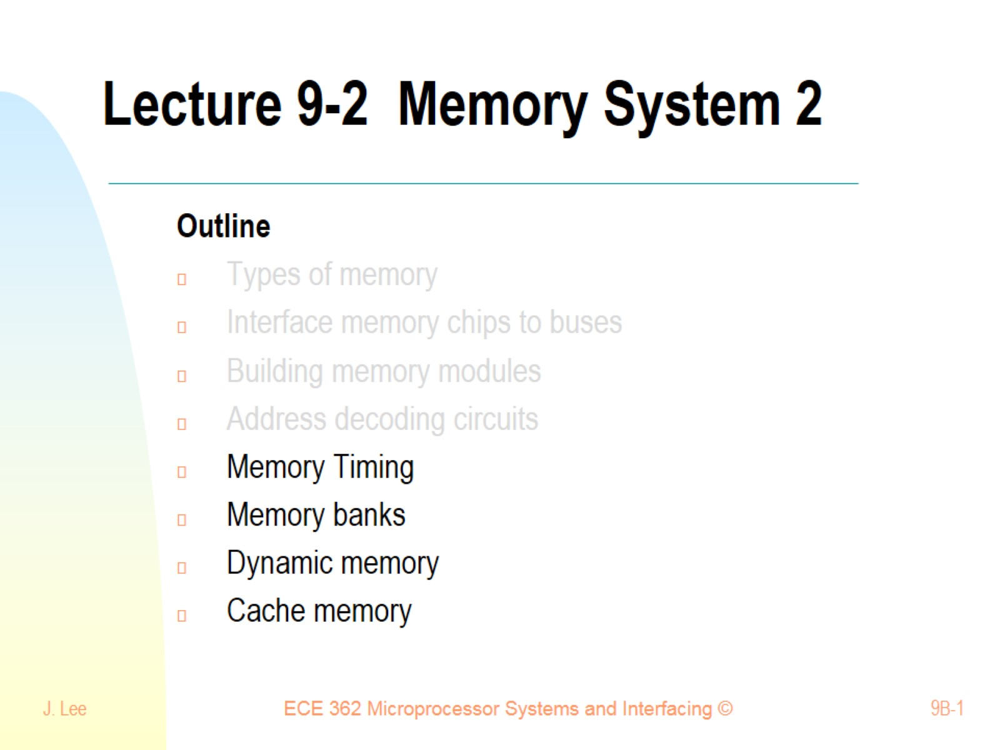 Lecture 9-2 Memory System 2
Outline
Types of memory
Interface memory chips to buses
Building memory modules
Address decoding circuits
Memory Timing
Memory banks
Dynamic memory
Cache memory
J. Lee
ECE 362 Microprocessor Systems and Interfacing ©
9B-1